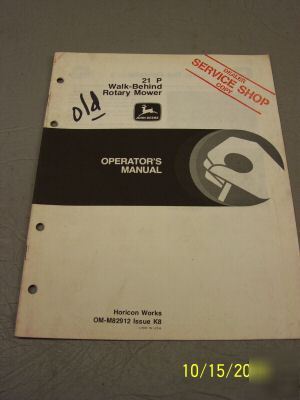 21 P
Walk-Behind
Rotary Mower
DEALER
SERVICE SHOP
COPY
old
JOHN DEERE
OPERATOR'S
MANUAL
Horicon Works
OM-M82912 Issue K8
10/15/20